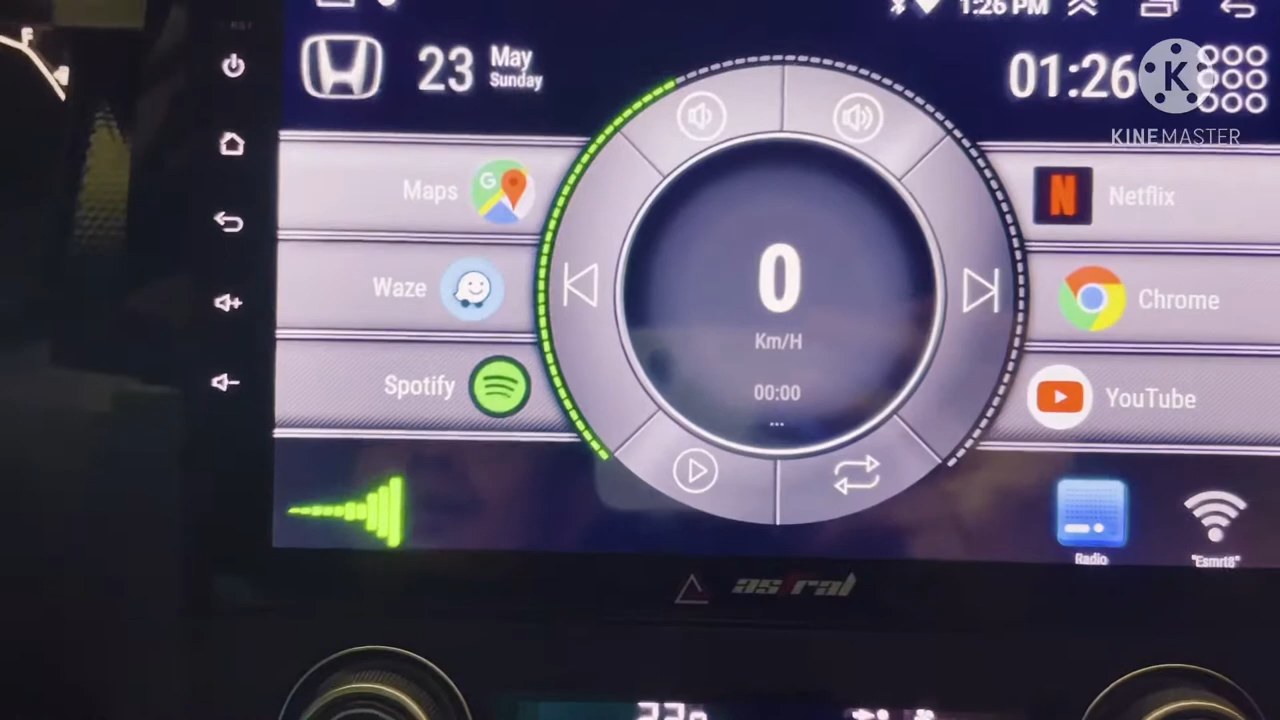 RST
1:26 PM
23
May
Sunday
01:26
K
KINEMASTER
Maps
G
N
Netflix
Waze
Chrome
Spotify
YouTube
0
Km/H
00:00
...
Radio
"Esmrt8"
astral
F